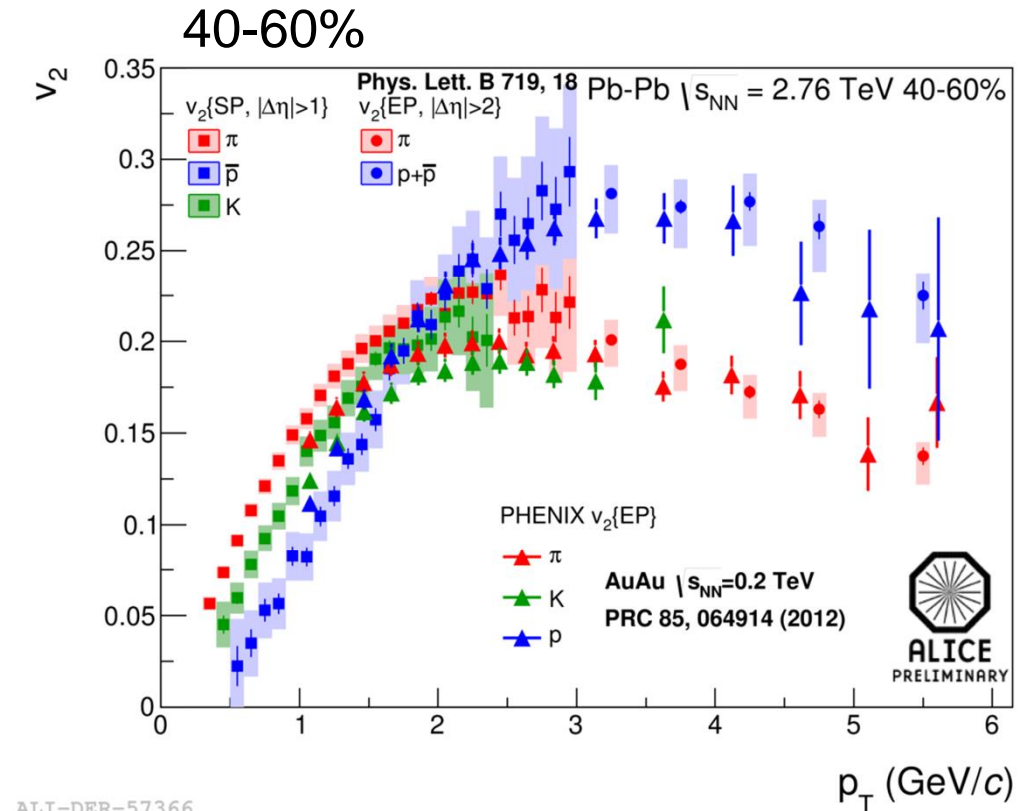 40-60%
v₂
0.35
0.3
0.25
0.2
0.15
0.1
0.05
0
Phys. Lett. B 719, 18
Pb-Pb √sNN = 2.76 TeV 40-60%
v₂{SP, |Δη|>1}
π
p̅
K
v₂{EP, |Δη|>2}
π
p+p̅
PHENIX v₂{EP}
π
K
p
AuAu √sNN=0.2 TeV
PRC 85, 064914 (2012)
ALICE
PRELIMINARY
0 1 2 3 4 5 6
pT (GeV/c)
ALI-DER-57366